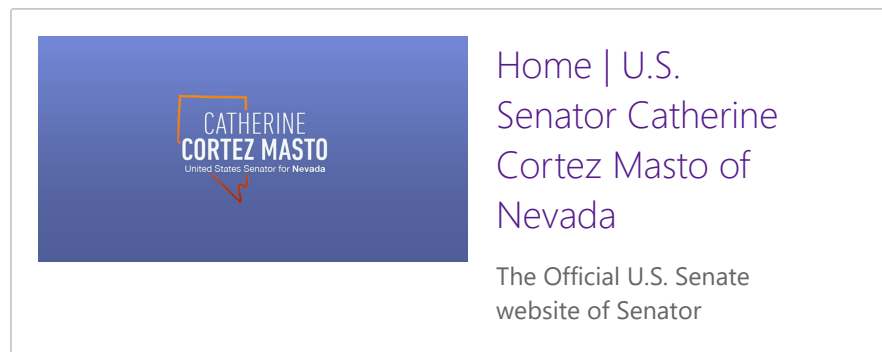 CATHERINE
CORTEZ MASTO
United States Senator for Nevada
Home | U.S.
Senator Catherine
Cortez Masto of
Nevada
The Official U.S. Senate
website of Senator